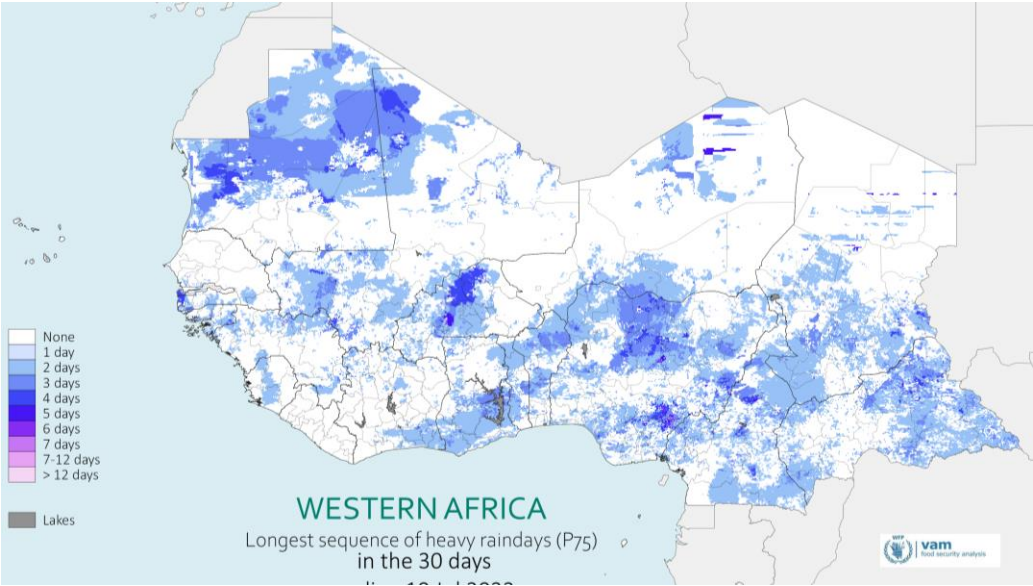 None
1 day
2 days
3 days
4 days
5 days
6 days
7 days
7-12 days
> 12 days
Lakes
WESTERN AFRICA
Longest sequence of heavy raindays (P75)
in the 30 days
WFP
vam
food security analysis